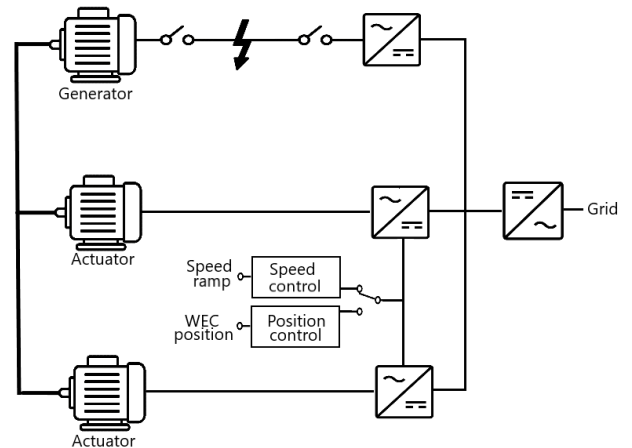 Generator
Actuator
Grid
Speed
ramp
Speed
control
WEC
position
Position
control
Actuator